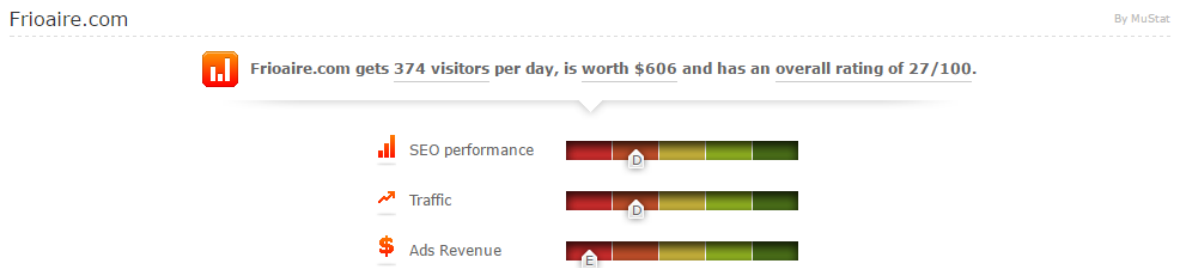 Frioaire.com
By MuStat
Frioaire.com gets 374 visitors per day, is worth $606 and has an overall rating of 27/100.
SEO performance
D
Traffic
D
Ads Revenue
E